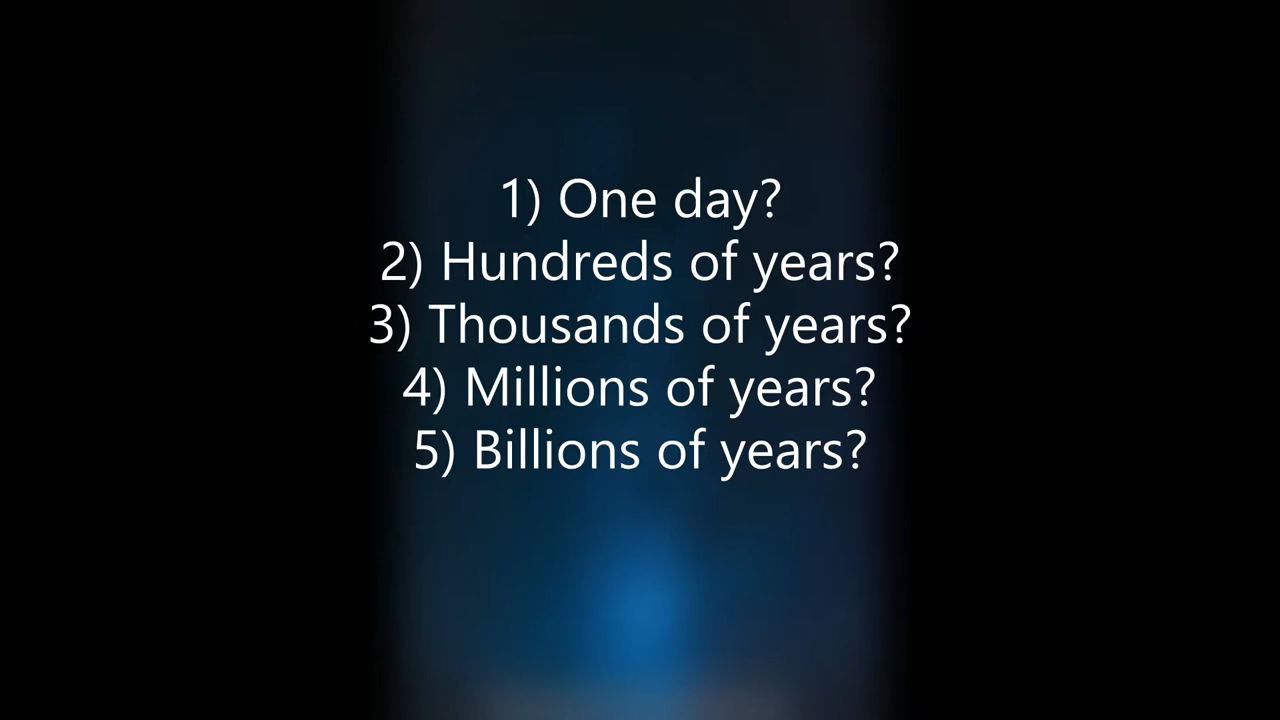 1) One day?
2) Hundreds of years?
3) Thousands of years?
4) Millions of years?
5) Billions of years?